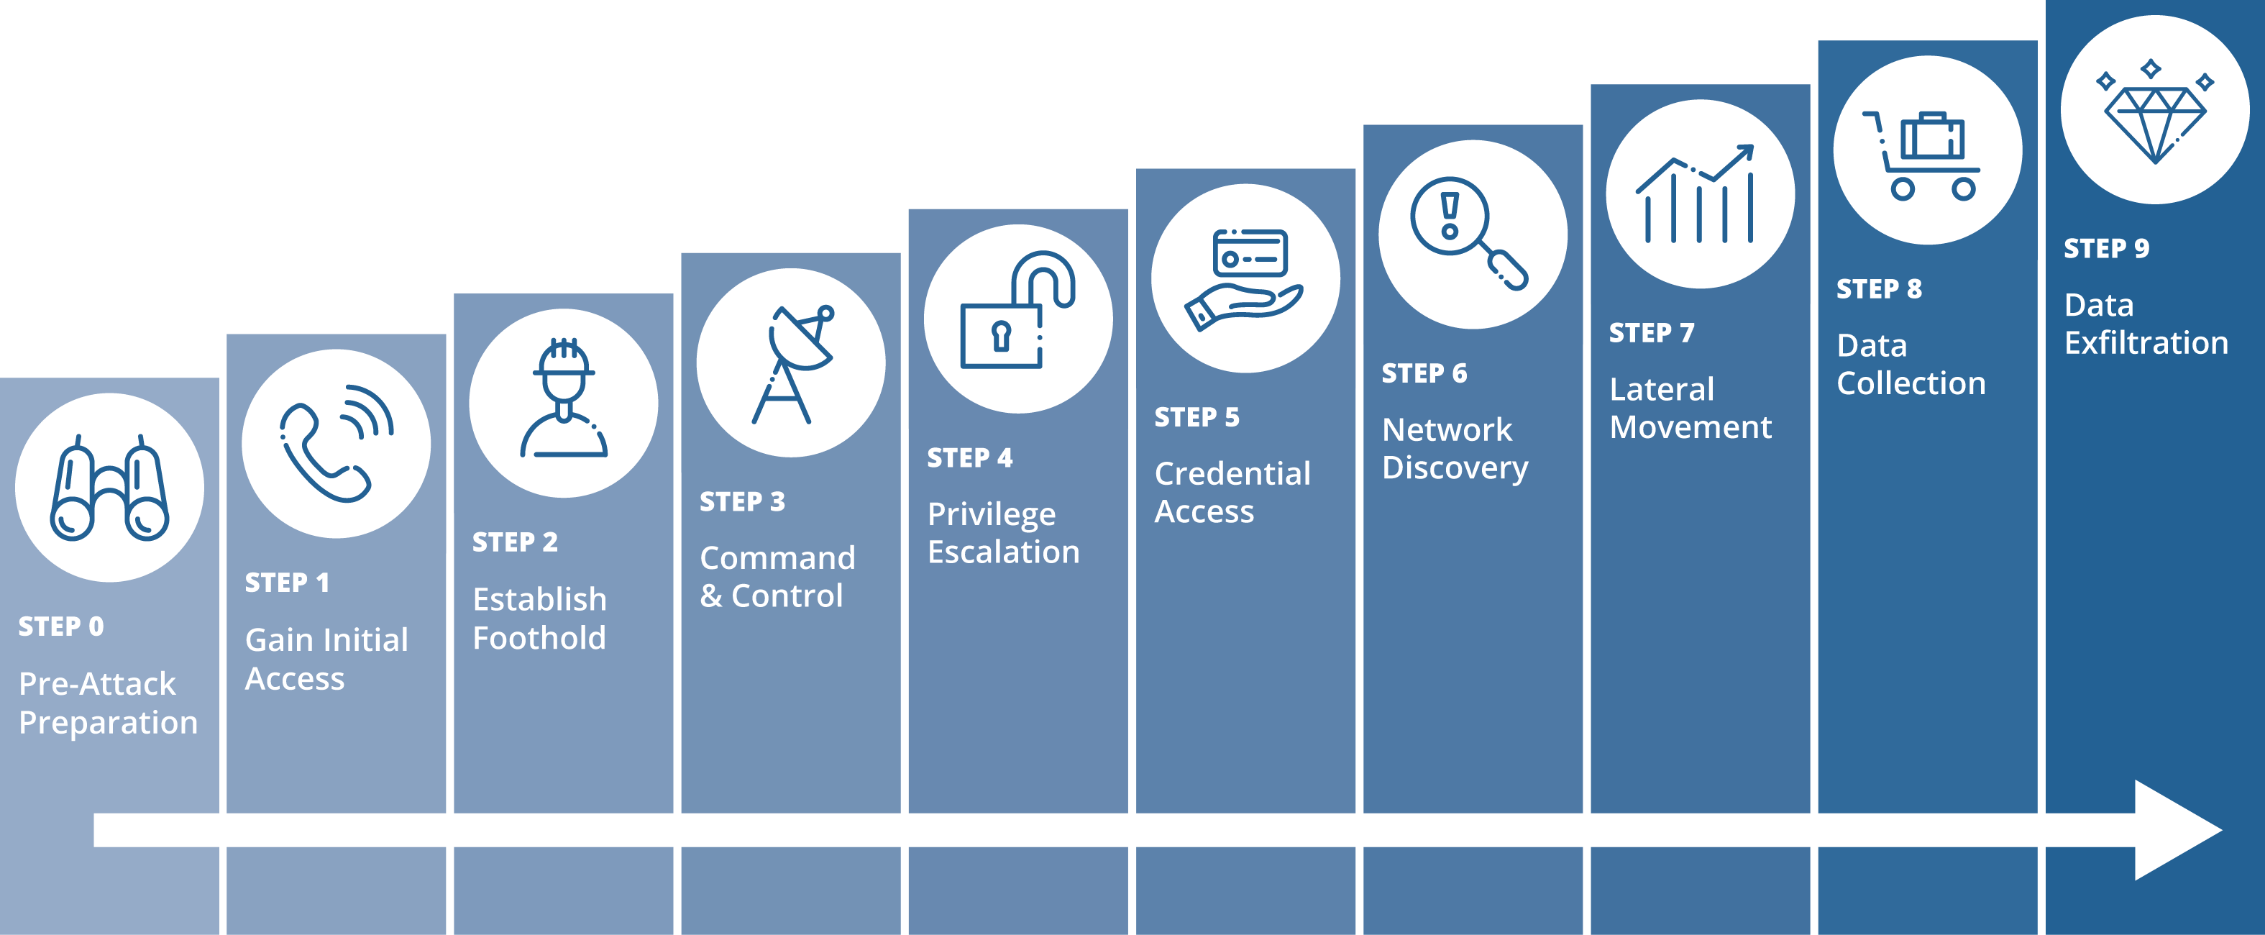 STEP 0
Pre-Attack
Preparation
STEP 1
Gain Initial
Access
STEP 2
Establish
Foothold
STEP 3
Command
& Control
STEP 4
Privilege
Escalation
STEP 5
Credential
Access
STEP 6
Network
Discovery
STEP 7
Lateral
Movement
STEP 8
Data
Collection
STEP 9
Data
Exfiltration